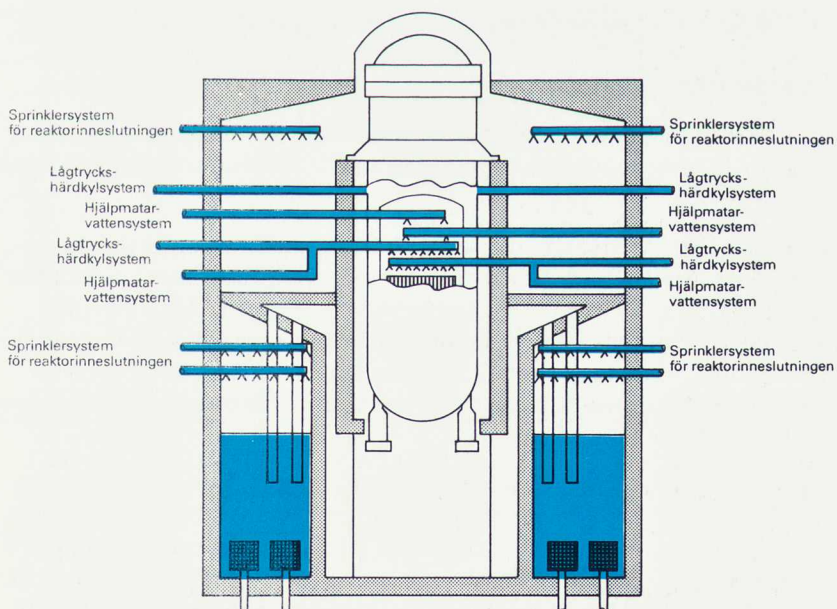 Sprinklersystem
för reaktorinneslutningen
Lågtrycks-
härdkylsystem
Hjälpmatar-
vattensystem
Lågtrycks-
härdkylsystem
Hjälpmatar-
vattensystem
Sprinklersystem
för reaktorinneslutningen
Sprinklersystem
för reaktorinneslutningen
Lågtrycks-
härdkylsystem
Hjälpmatar-
vattensystem
Lågtrycks-
härdkylsystem
Hjälpmatar-
vattensystem
Sprinklersystem
för reaktorinneslutningen